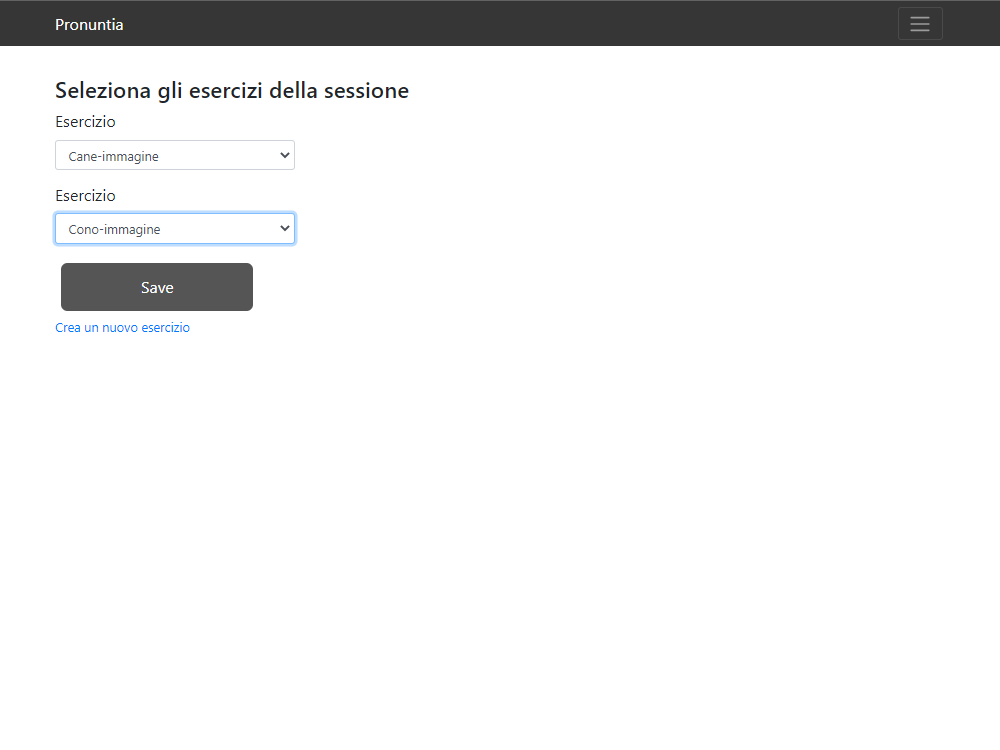 Pronuntia
Seleziona gli esercizi della sessione
Esercizio
Cane-immagine
Esercizio
Cono-immagine
Save
Crea un nuovo esercizio